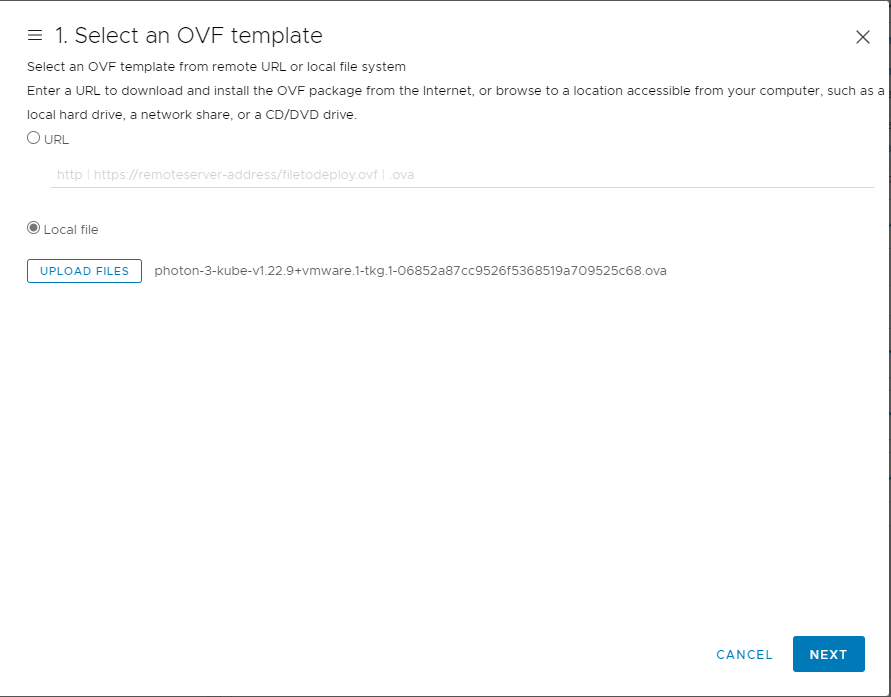 1. Select an OVF template
Select an OVF template from remote URL or local file system
Enter a URL to download and install the OVF package from the Internet, or browse to a location accessible from your computer, such as a
local hard drive, a network share, or a CD/DVD drive.
URL
http | https://remoteserver-address/filetodeploy.ovf | .ova
Local file
UPLOAD FILES photon-3-kube-v1.22.9+vmware.1-tkg.1-06852a87cc9526f5368519a709525c68.ova
CANCEL NEXT